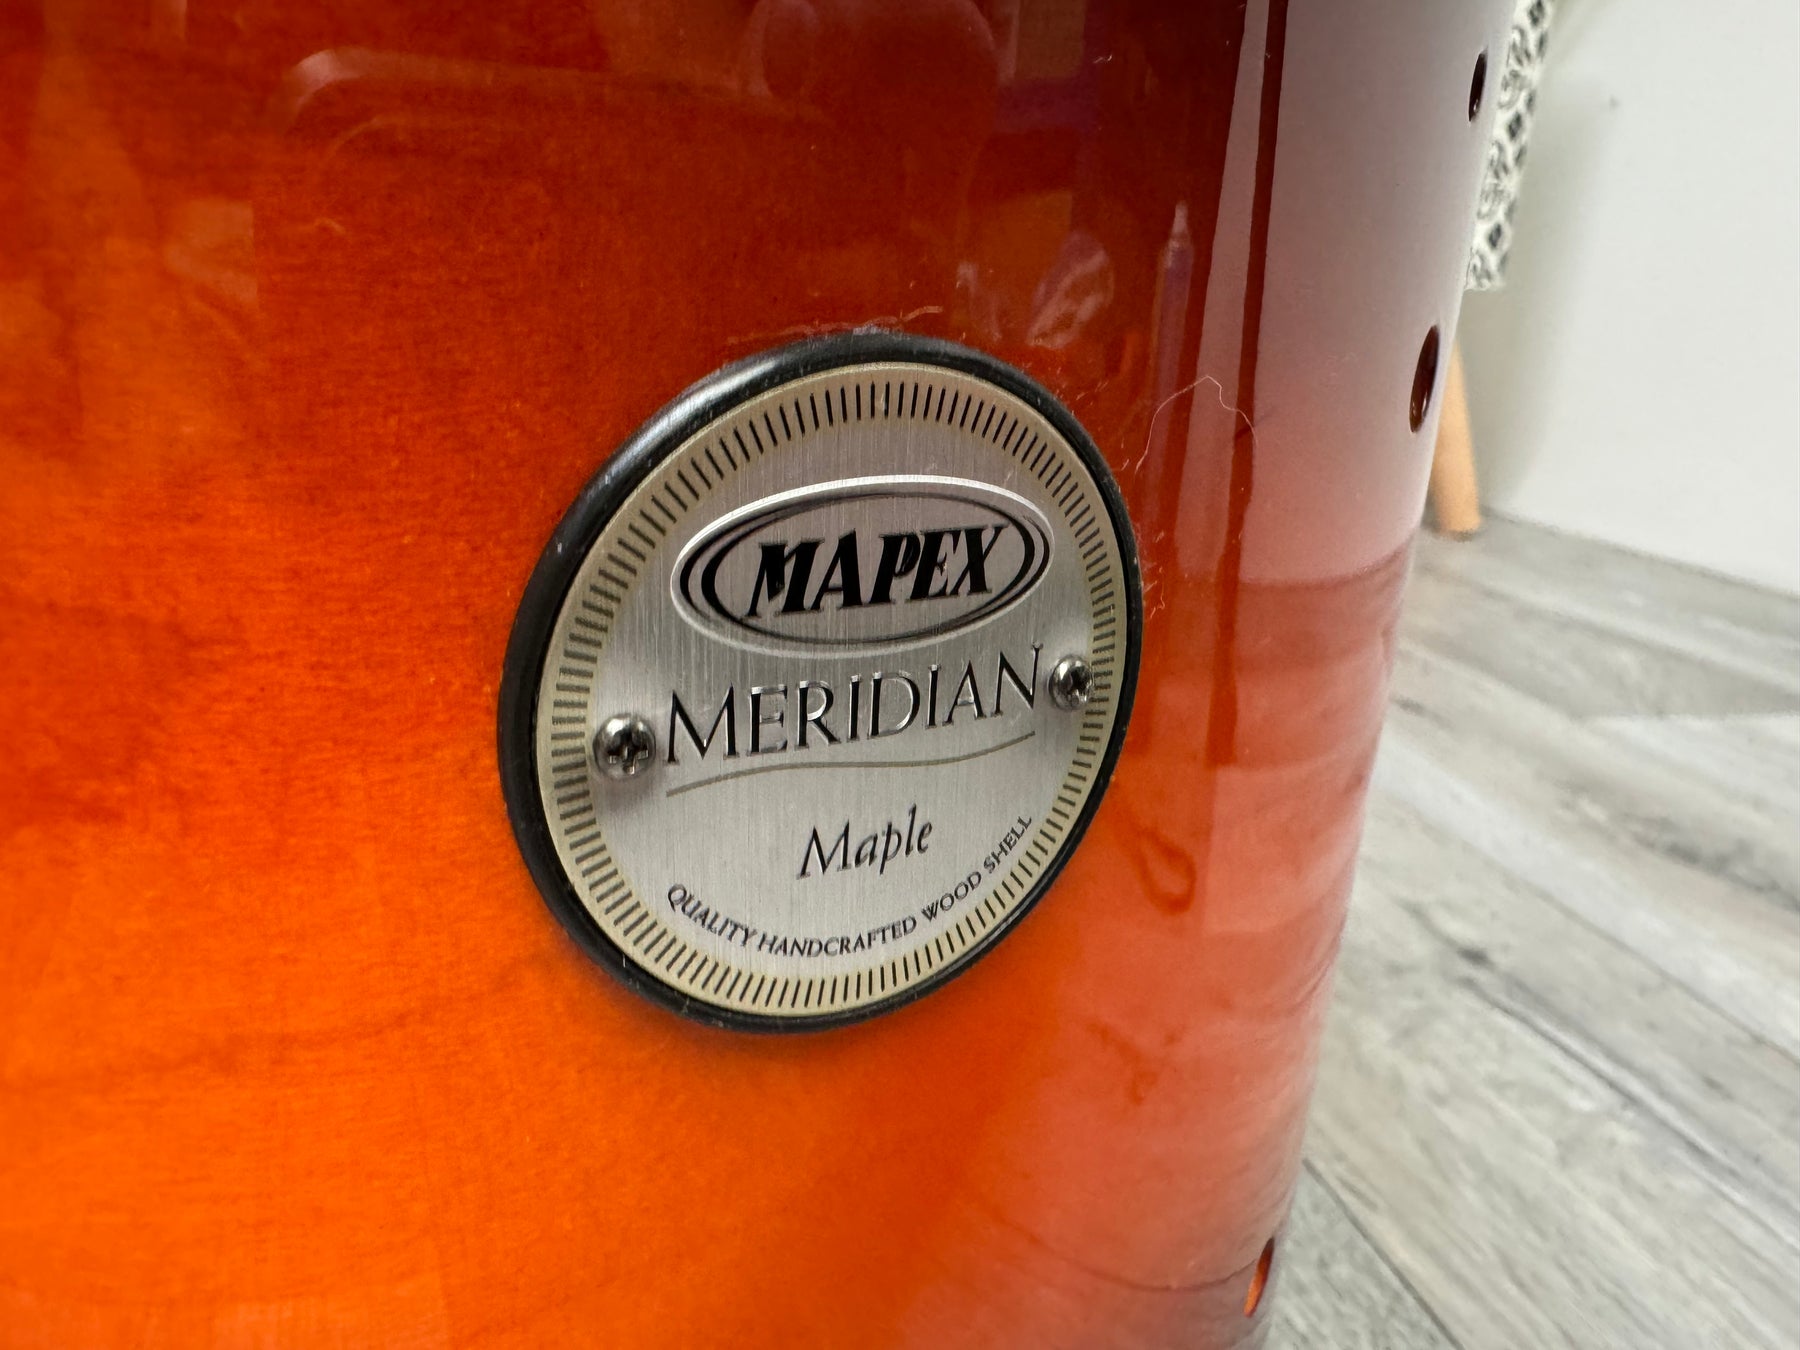 MAPEX
MERIDIAN
Maple
QUALITY HANDCRAFTED WOOD SHELL